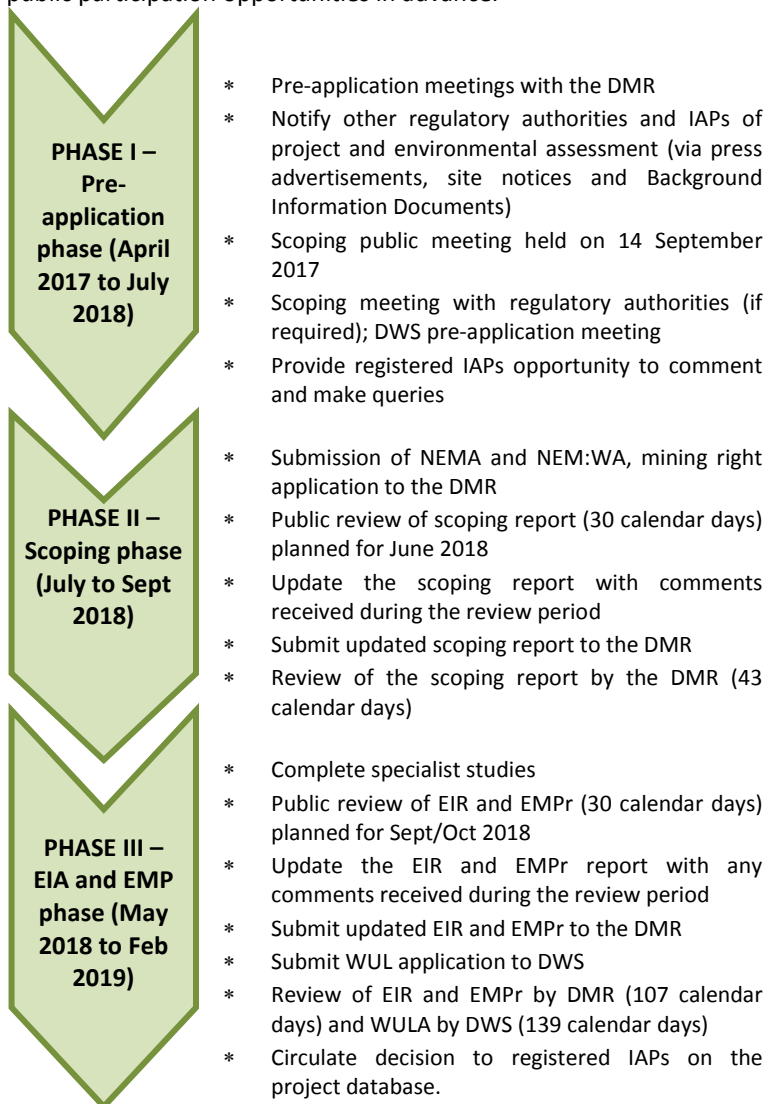 public participation opportunities in advance.
PHASE I –
Pre-
application
phase (April
2017 to July
2018)
* Pre-application meetings with the DMR
* Notify other regulatory authorities and IAPs of
project and environmental assessment (via press
advertisements, site notices and Background
Information Documents)
* Scoping public meeting held on 14 September
2017
* Scoping meeting with regulatory authorities (if
required); DWS pre-application meeting
* Provide registered IAPs opportunity to comment
and make queries
PHASE II –
Scoping phase
(July to Sept
2018)
* Submission of NEMA and NEM:WA, mining right
application to the DMR
* Public review of scoping report (30 calendar days)
planned for June 2018
* Update the scoping report with comments
received during the review period
* Submit updated scoping report to the DMR
* Review of the scoping report by the DMR (43
calendar days)
PHASE III –
EIA and EMP
phase (May
2018 to Feb
2019)
* Complete specialist studies
* Public review of EIR and EMPr (30 calendar days)
planned for Sept/Oct 2018
* Update the EIR and EMPr report with any
comments received during the review period
* Submit updated EIR and EMPr to the DMR
* Submit WUL application to DWS
* Review of EIR and EMPr by DMR (107 calendar
days) and WULA by DWS (139 calendar days)
* Circulate decision to registered IAPs on the
project database.